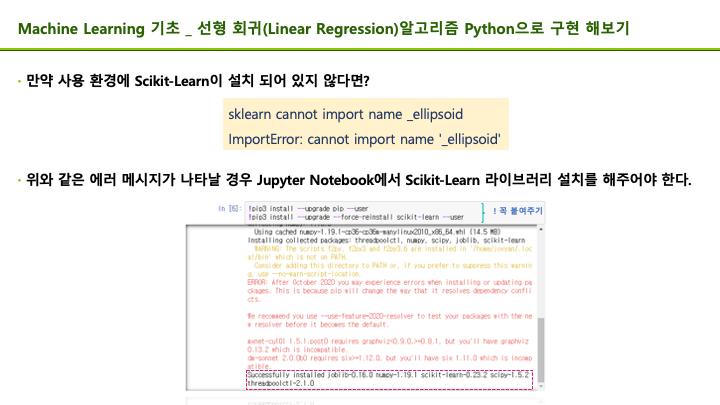 Machine Learning 기초 _ 선형 회귀(Linear Regression)알고리즘 Python으로 구현 해보기
· 만약 사용 환경에 Scikit-Learn이 설치 되어 있지 않다면?
sklearn cannot import name _ellipsoid
ImportError: cannot import name '_ellipsoid'
· 위와 같은 에러 메시지가 나타날 경우 Jupyter Notebook에서 Scikit-Learn 라이브러리 설치를 해주어야 한다.
In [6]: !pip3 install --upgrade pip --user
!pip3 install --upgrade --force-reinstall scikit-learn --user
! 꼭 붙여주기
Using cached numpy-1.19.1-cp36-cp36m-manylinux2010_x86_64.whl (14.5 MB)
Installing collected packages: threadpoolctl, numpy, scipy, joblib, scikit-learn
WARNING: The scripts f2py, f2py3 and f2py3.6 are installed in '/home/jovyan/.loc
al/bin' which is not on PATH.
Consider adding this directory to PATH or, if you prefer to suppress this warnin
g, use --no-warn-script-location.
ERROR: After October 2020 you may experience errors when installing or updating pa
ckages. This is because pip will change the way that it resolves dependency confli
cts.
We recommend you use --use-feature=2020-resolver to test your packages with the ne
w resolver before it becomes the default.
mxnet-cu101 1.5.1.post0 requires graphviz<0.9.0,>=0.8.1, but you'll have graphviz
0.13.2 which is incompatible.
dm-sonnet 2.0.0b0 requires six>=1.12.0, but you'll have six 1.11.0 which is incomp
atible.
Successfully installed joblib-0.16.0 numpy-1.19.1 scikit-learn-0.23.2 scipy-1.5.2
threadpoolctl-2.1.0